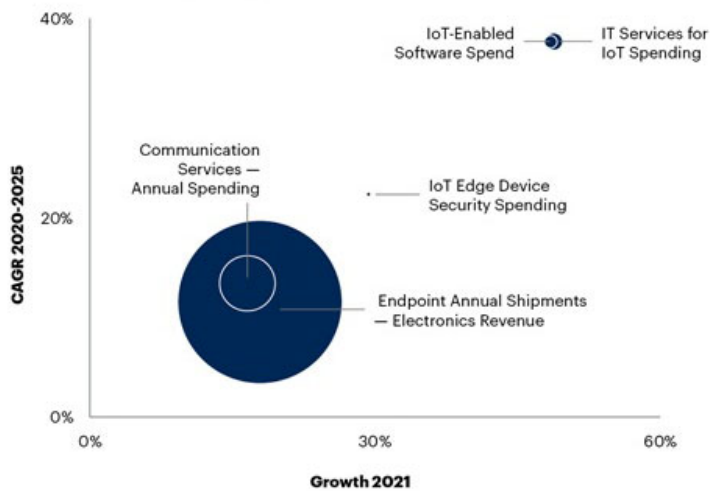 40%
IoT-Enabled
Software Spend
IT Services for
IoT Spending
Communication
Services —
Annual Spending
IoT Edge Device
Security Spending
20%
CAGR 2020-2025
Endpoint Annual Shipments
— Electronics Revenue
0%
0%
30%
60%
Growth 2021